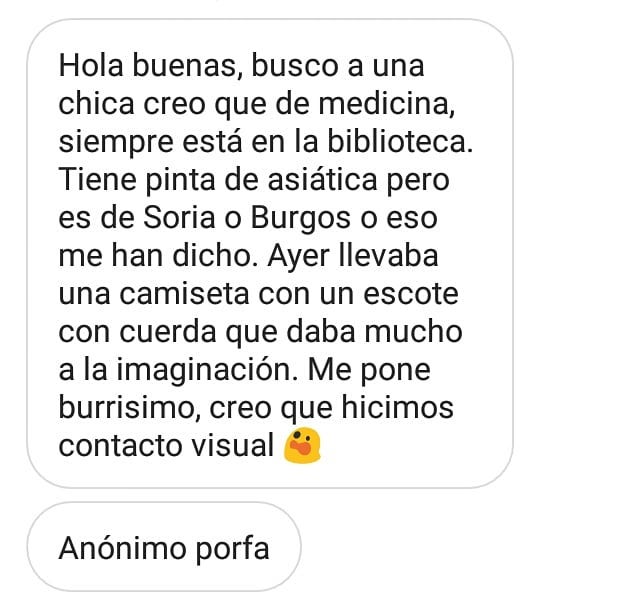 Hola buenas, busco a una
chica creo que de medicina,
siempre está en la biblioteca.
Tiene pinta de asiática pero
es de Soria o Burgos o eso
me han dicho. Ayer llevaba
una camiseta con un escote
con cuerda que daba mucho
a la imaginación. Me pone
burrisimo, creo que hicimos
contacto visual
Anónimo porfa